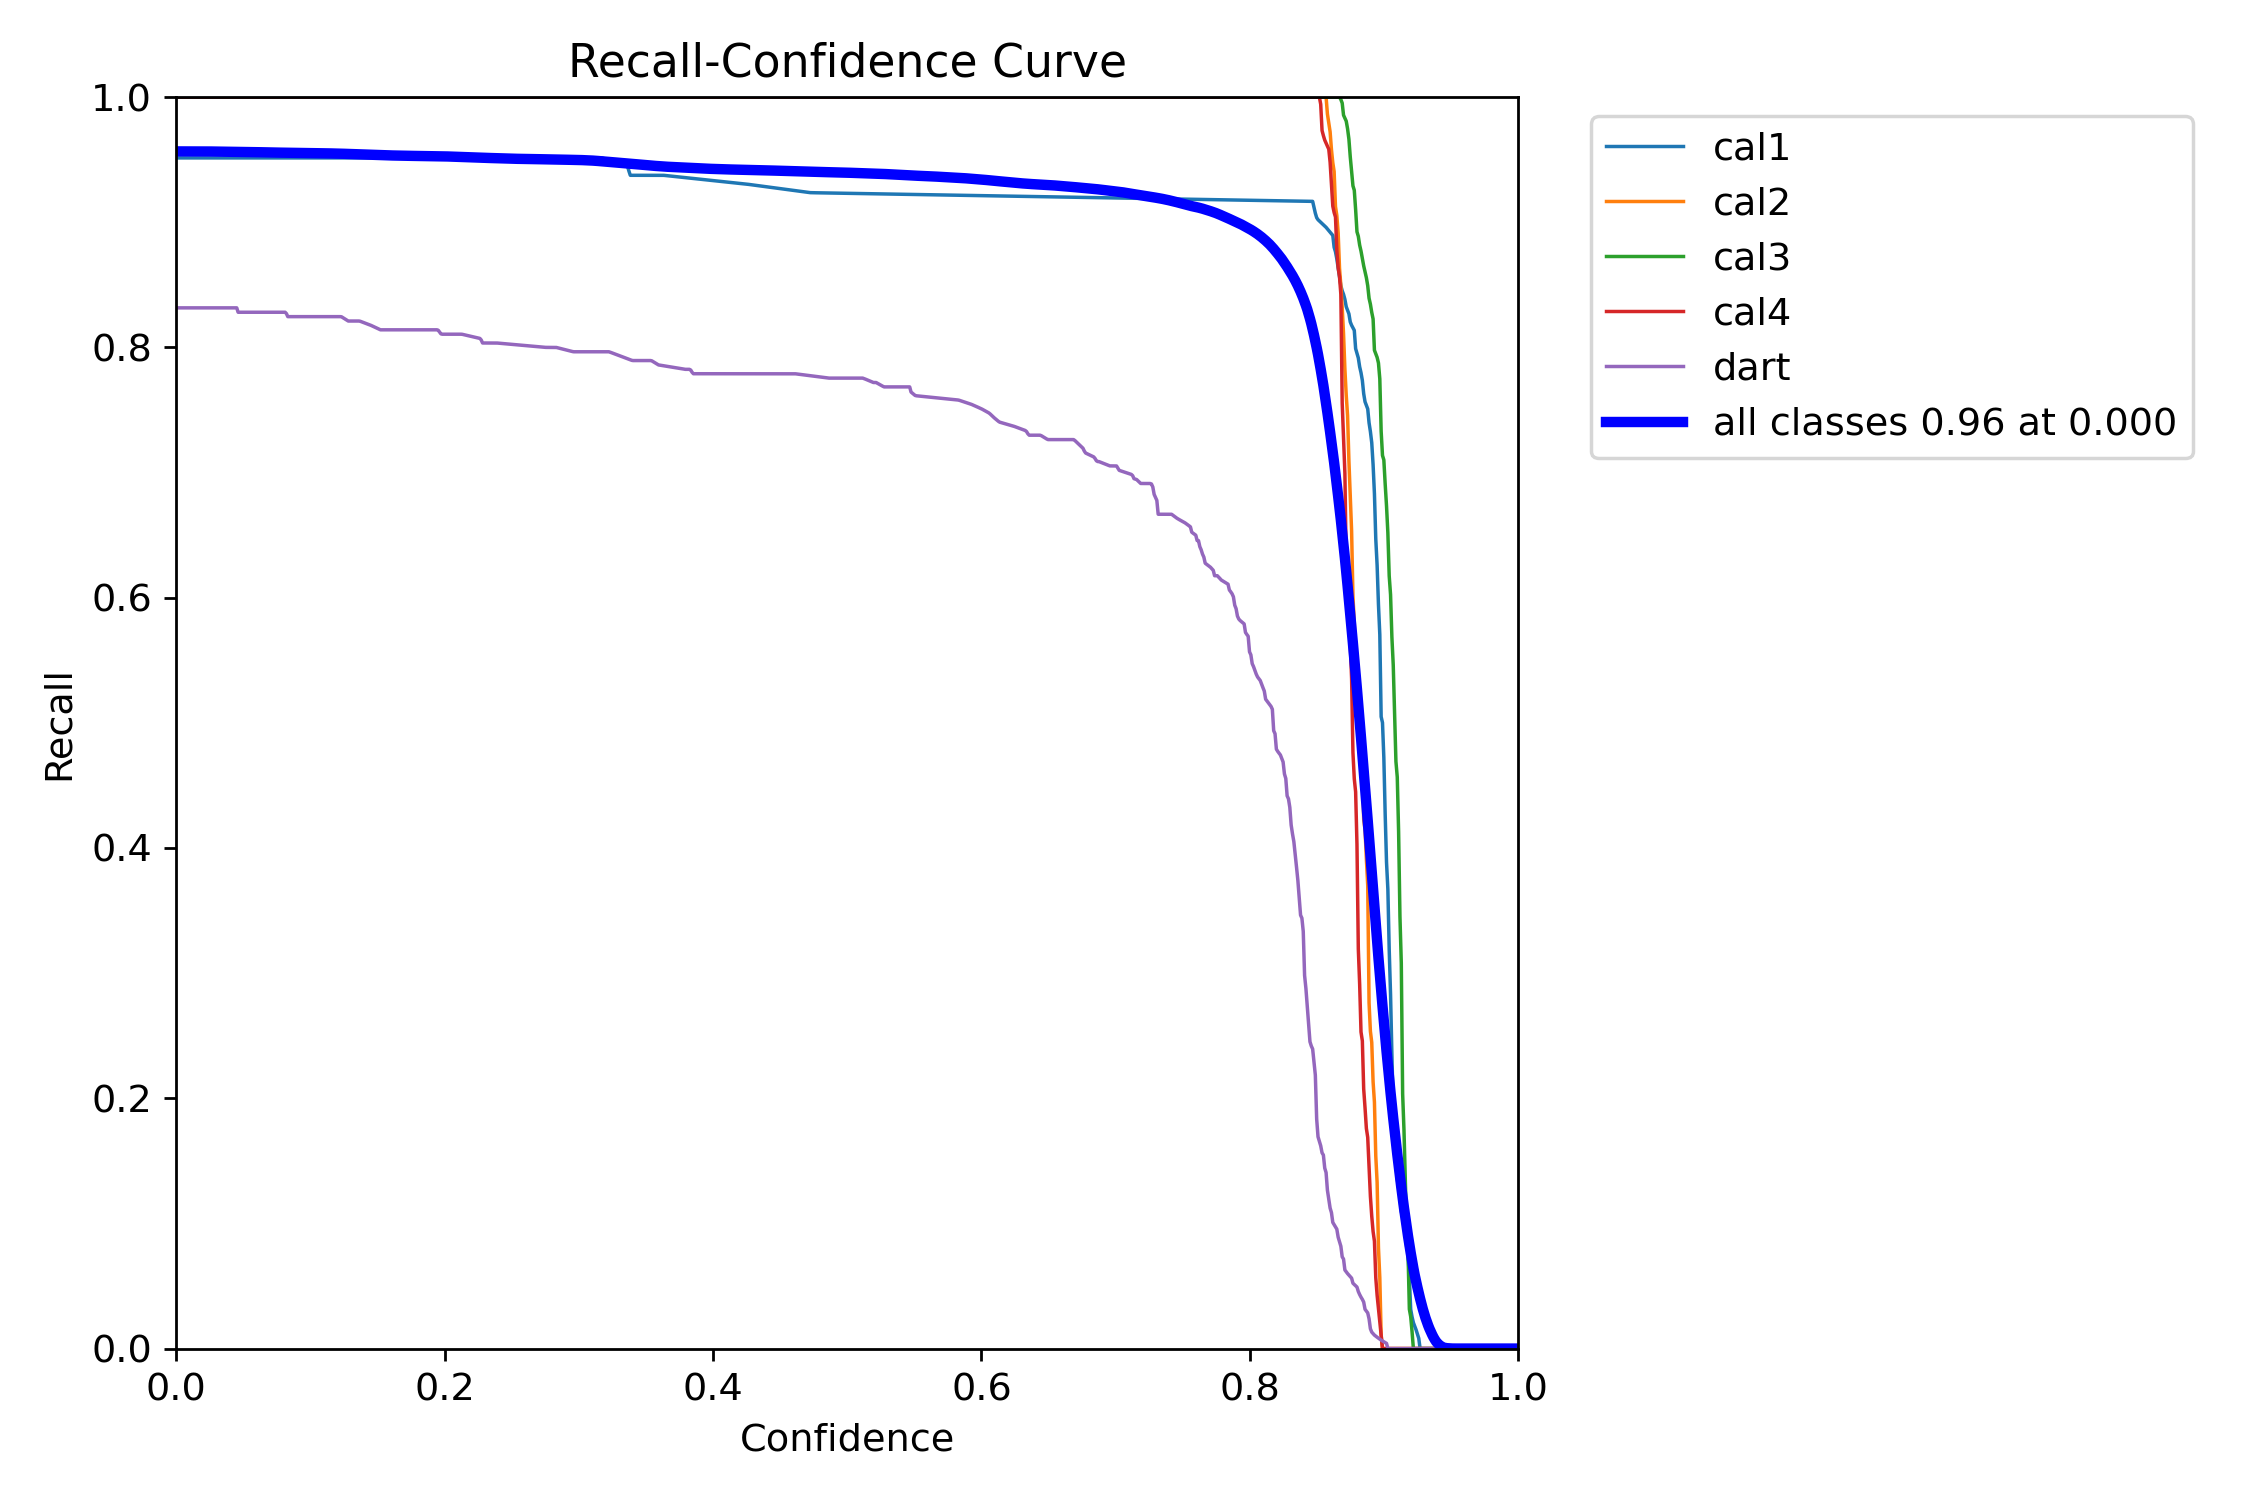 Recall-Confidence Curve
1.0
0.8
0.6
0.4
0.2
0.0
Recall
0.0 0.2 0.4 0.6 0.8 1.0
Confidence
cal1
cal2
cal3
cal4
dart
all classes 0.96 at 0.000